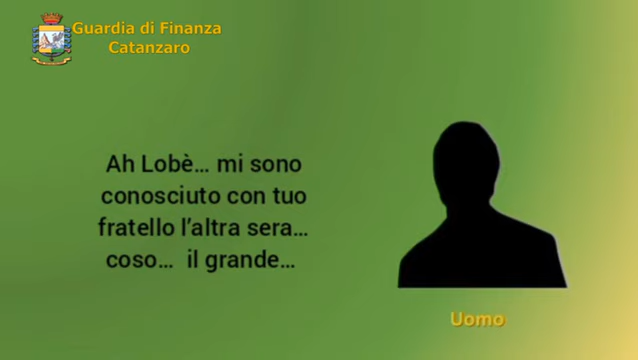 Guardia di Finanza
Catanzaro
Ah Lobè... mi sono
conosciuto con tuo
fratello l'altra sera...
coso... il grande...
Uomo